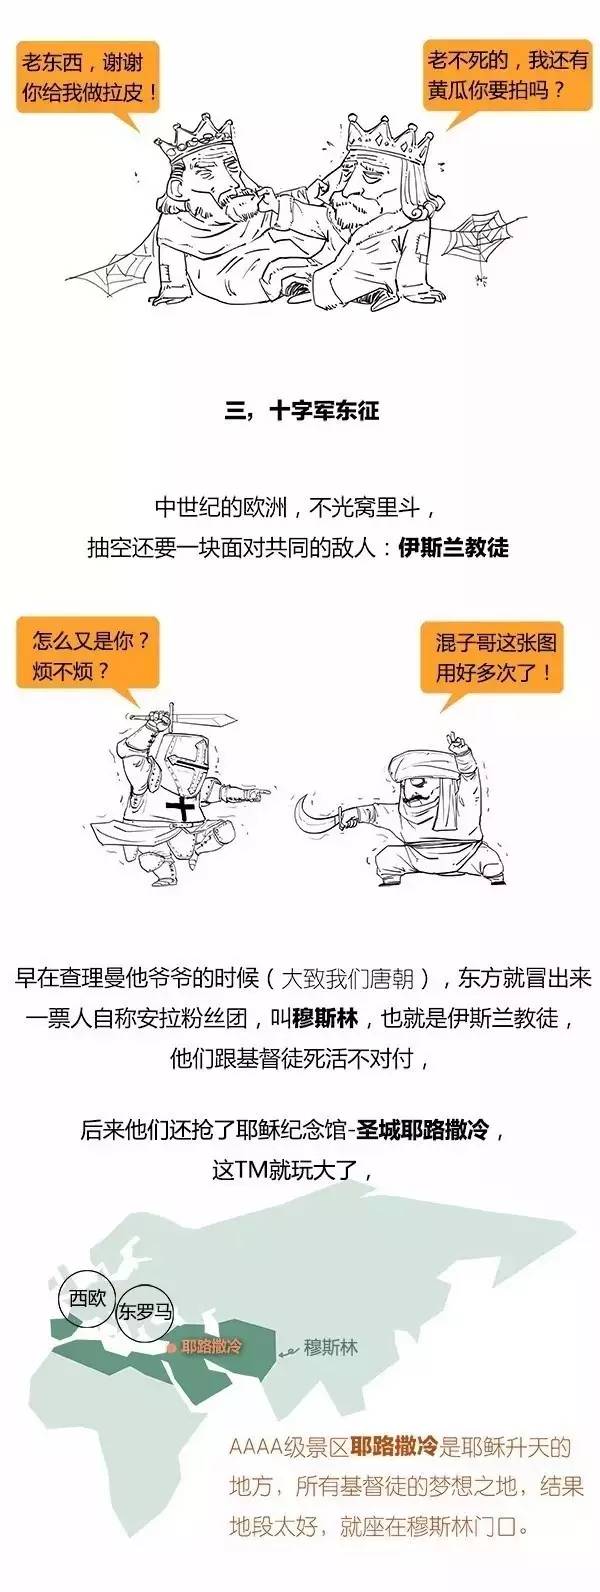 老东西，谢谢
你给我做拉皮！
老不死的，我还有
黄瓜你要拍吗？
三，十字军东征
中世纪的欧洲，不光窝里斗，
抽空还要一块面对共同的敌人：伊斯兰教徒
怎么又是你？
烦不烦？
混子哥这张图
用好多次了！
早在查理曼他爷爷的时候（大致我们唐朝），东方就冒出来
一票人自称安拉粉丝团，叫穆斯林，也就是伊斯兰教徒，
他们跟基督徒死活不对付，
后来他们还抢了耶稣纪念馆-圣城耶路撒冷，
这TM就玩大了，
西欧
东罗马
耶路撒冷
穆斯林
AAAA级景区耶路撒冷是耶稣升天的
地方，所有基督徒的梦想之地，结果
地段太好，就座在穆斯林门口。